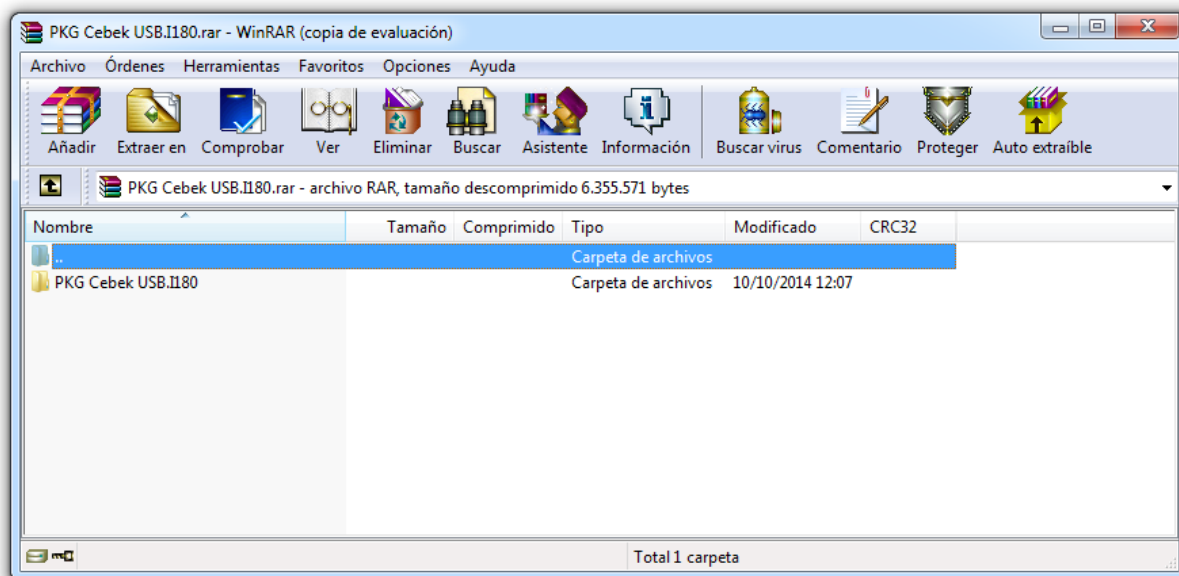 PKG Cebek USB.I180.rar - WinRAR (copia de evaluación)
Archivo Órdenes Herramientas Favoritos Opciones Ayuda
Añadir Extraer en Comprobar Ver Eliminar Buscar Asistente Información Buscar virus Comentario Proteger Auto extraíble
PKG Cebek USB.I180.rar - archivo RAR, tamaño descomprimido 6.355.571 bytes
Nombre Tamaño Comprimido Tipo Modificado CRC32
.. Carpeta de archivos
PKG Cebek USB.I180 Carpeta de archivos 10/10/2014 12:07
Total 1 carpeta